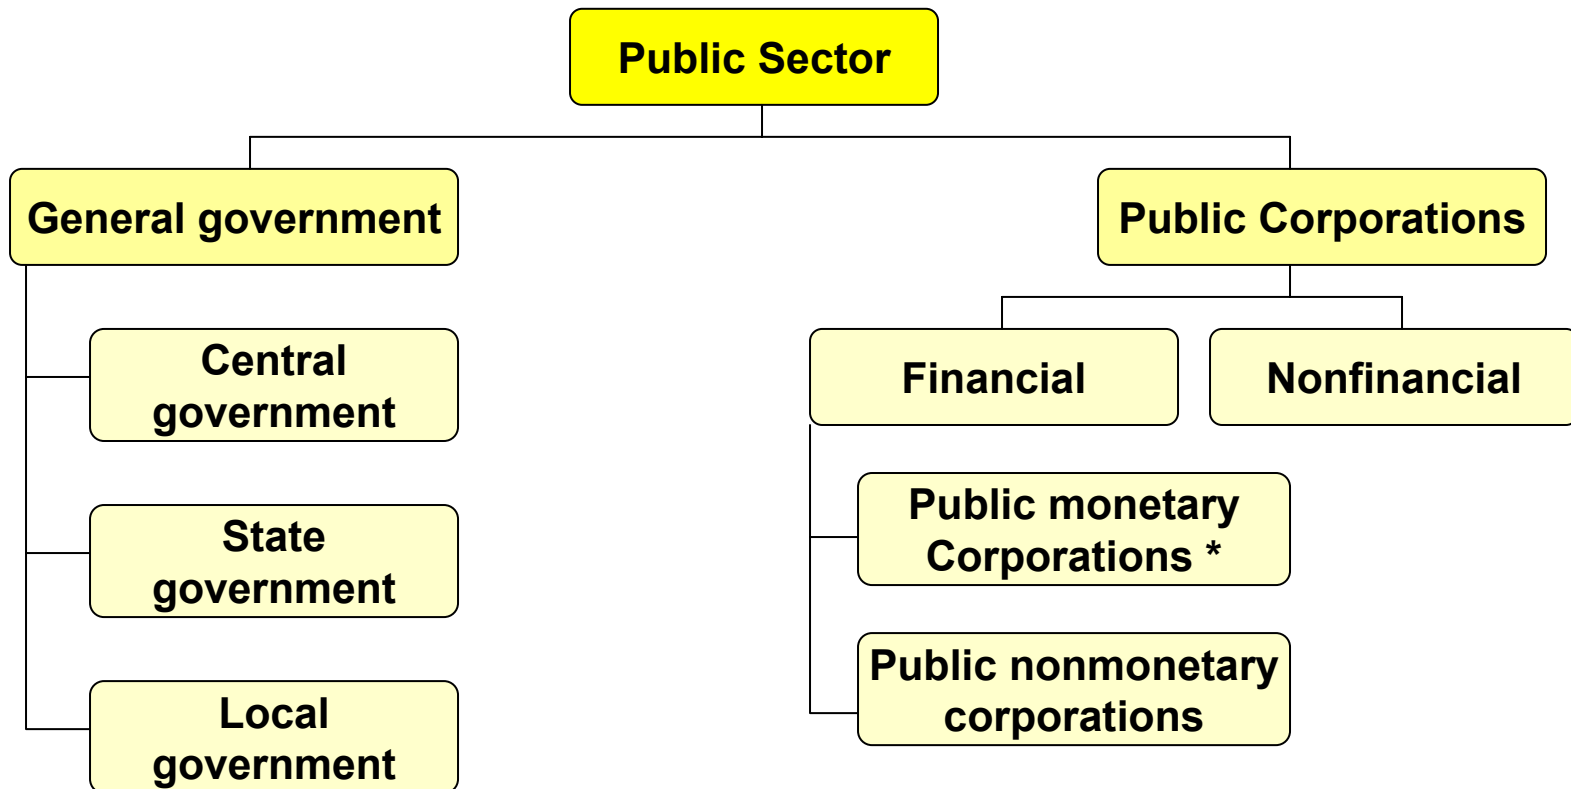 Public Sector
General government
Public Corporations
Central
government
State
government
Local
government
Financial
Nonfinancial
Public monetary
Corporations *
Public nonmonetary
corporations